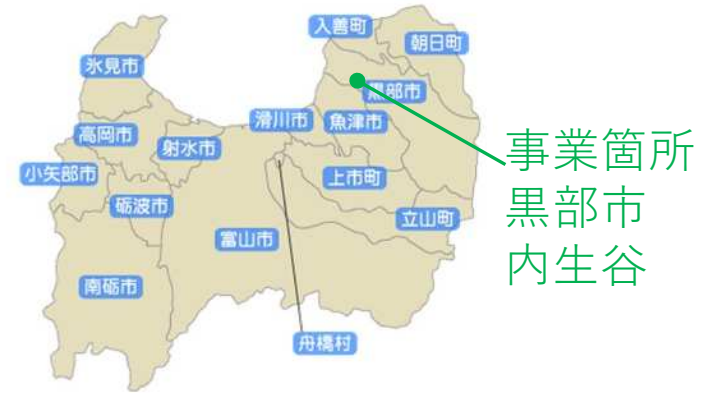 入善町
朝日町
氷見市
黒部市
滑川市
魚津市
高岡市
射水市
小矢部市
上市町
砺波市
立山町
富山市
南砺市
舟橋村
事業箇所
黒部市
内生谷